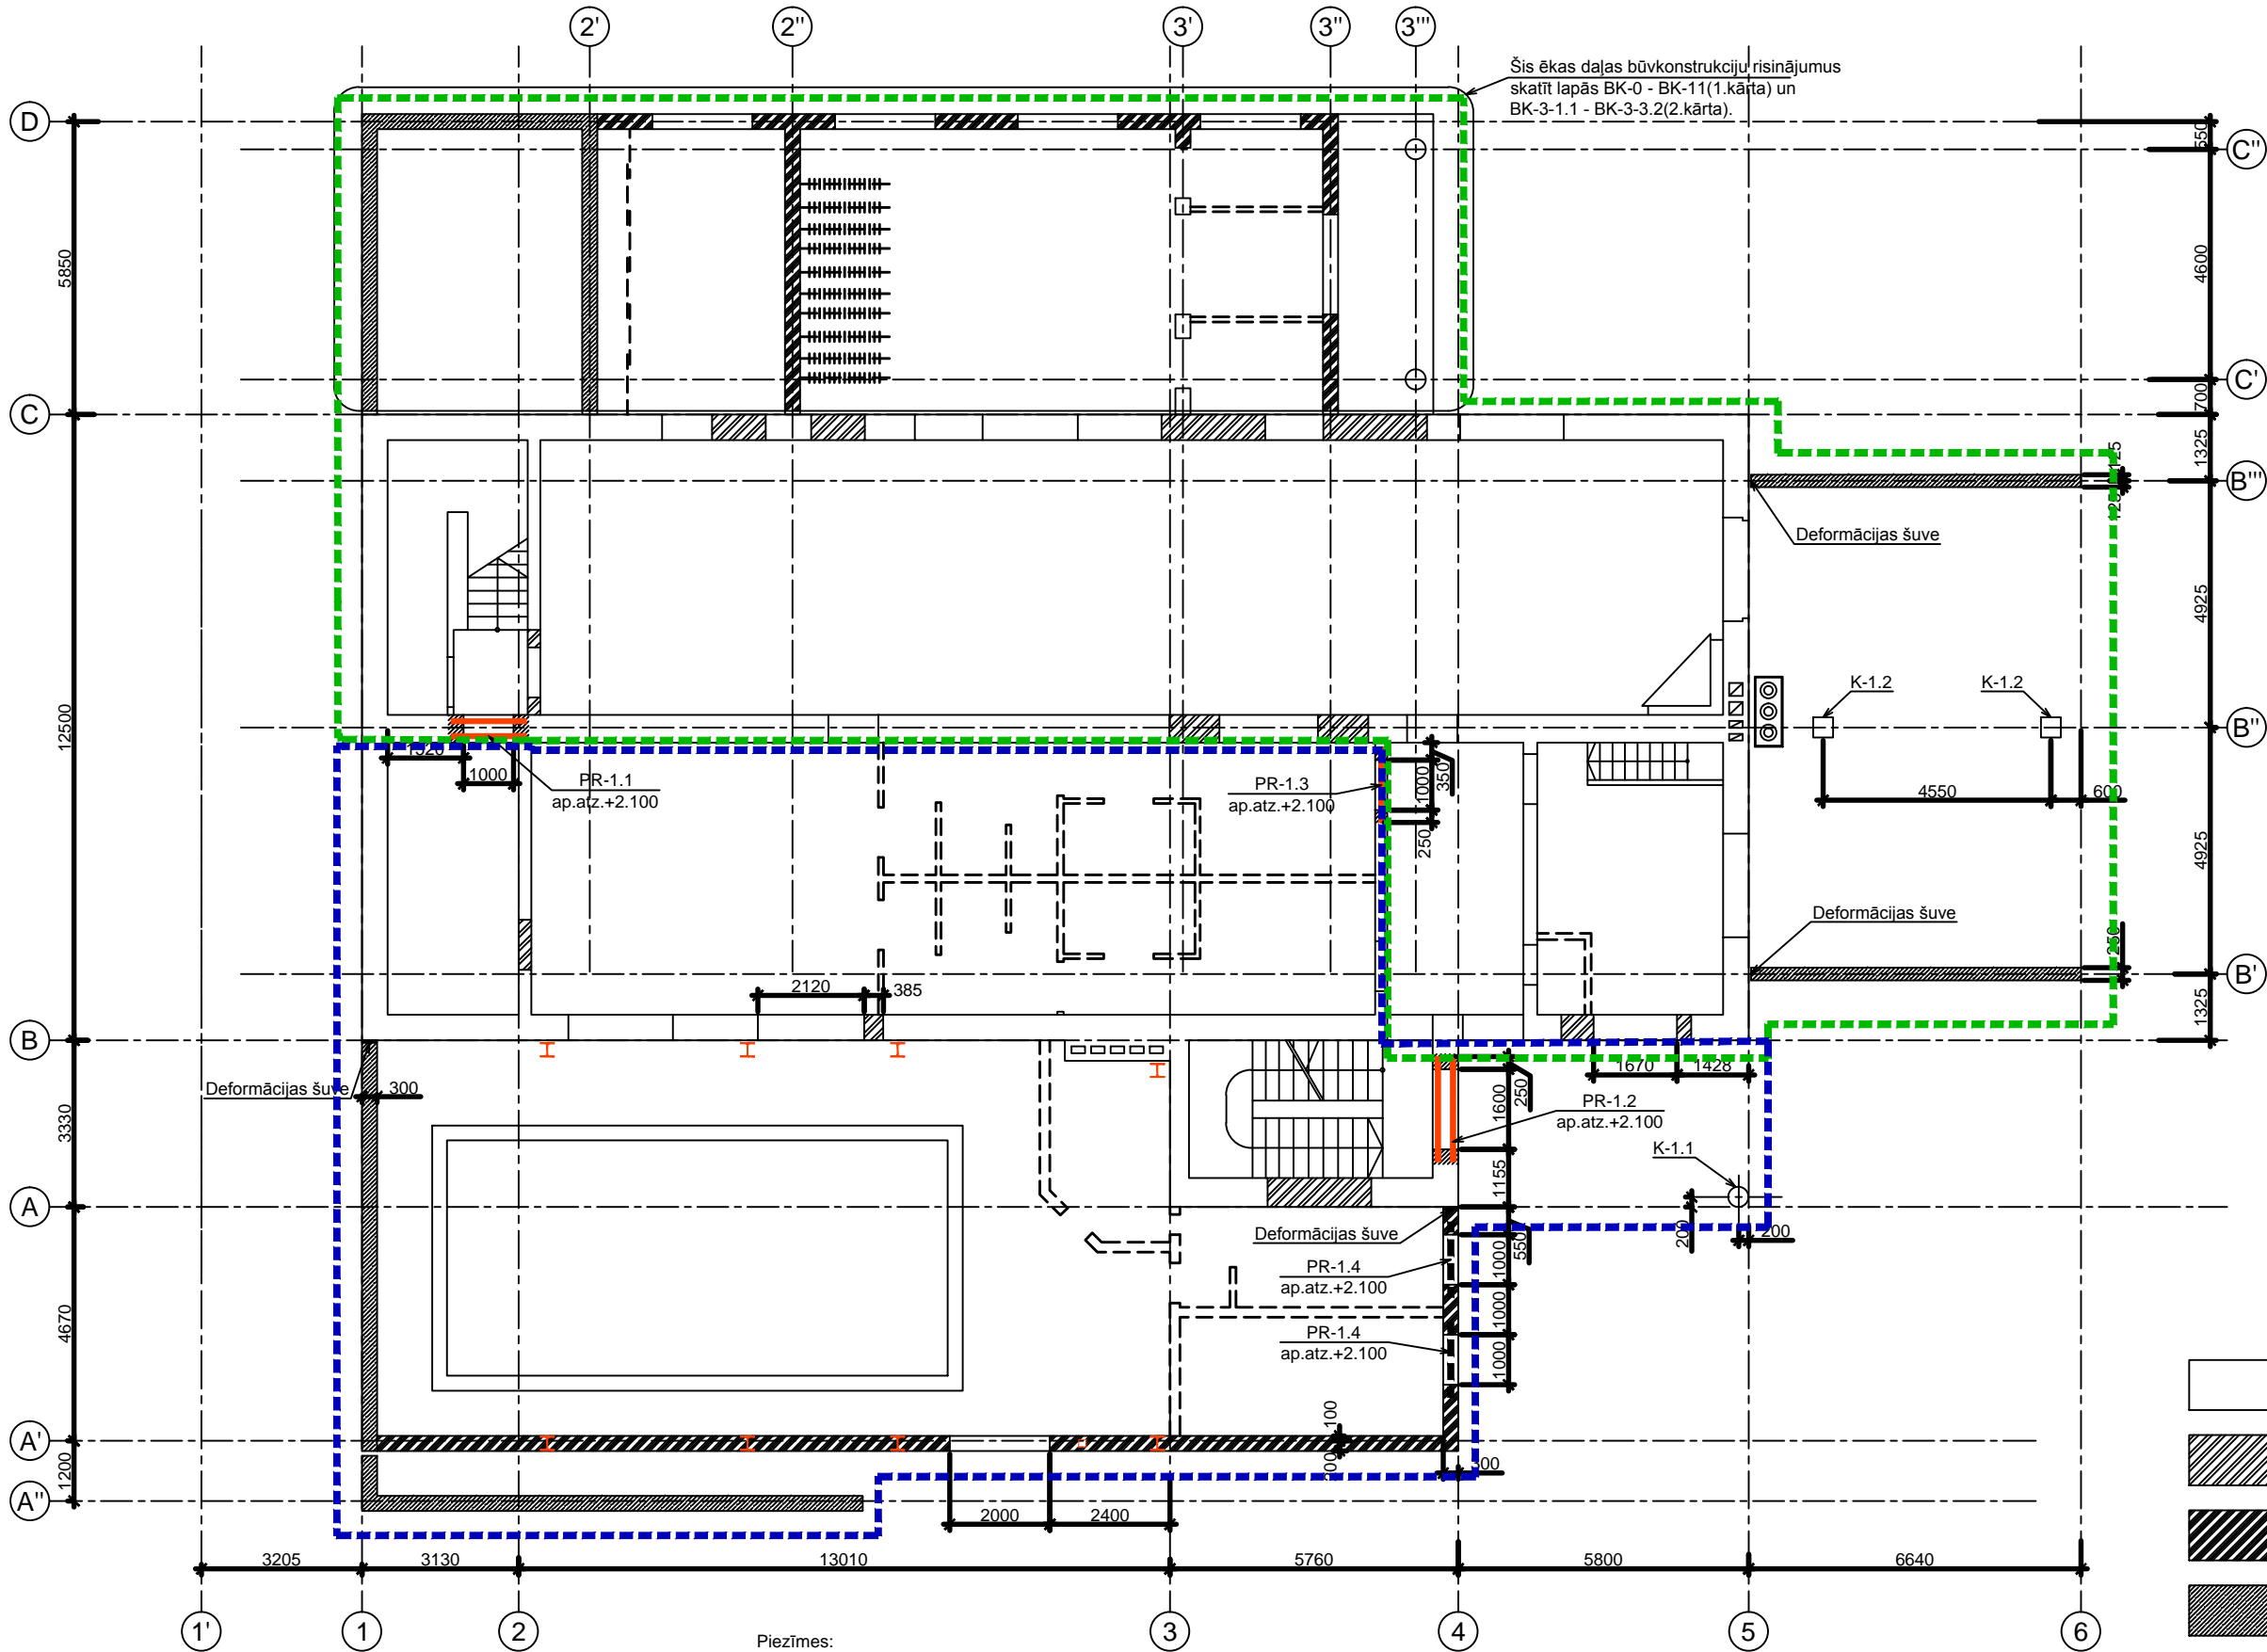 2'
2"
3'
3"
3'''
Šis ēkas daļas būvkonstrukciju risinājumus
skatīt lapās BK-0 - BK-11(1.kārta) un
BK-3-1.1 - BK-3-3.2(2.kārta).
D
550
C"
5850
4600
C'
C
700
1325
125
B'''
125
Deformācijas šuve
4925
12500
K-1.2
K-1.2
B"
1520
1000
PR-1.1
ap.atz.+2.100
PR-1.3
ap.atz.+2.100
1000
350
250
4550
600
4925
Deformācijas šuve
250
B'
2120
385
1325
B
Deformācijas šuve
300
3330
1670
1428
250
1600
PR-1.2
ap.atz.+2.100
K-1.1
1155
A
Deformācijas šuve
550
200
200
PR-1.4
ap.atz.+2.100
1000
1000
4670
PR-1.4
ap.atz.+2.100
1000
100
A'
200
300
1200
A"
2000
2400
3205
3130
13010
5760
5800
6640
1'
1
2
3
4
5
6
Piezīmes: